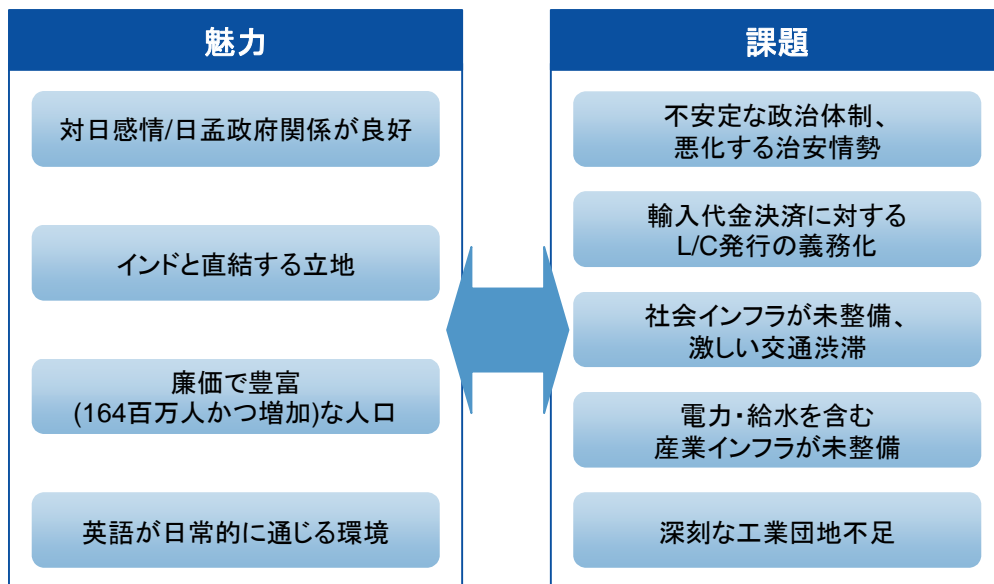 魅力
対日感情/日孟政府関係が良好
インドと直結する立地
廉価で豊富
(164百万人かつ増加)な人口
英語が日常的に通じる環境
課題
不安定な政治体制、
悪化する治安情勢
輸入代金決済に対する
L/C発行の義務化
社会インフラが未整備、
激しい交通渋滞
電力・給水を含む
産業インフラが未整備
深刻な工業団地不足